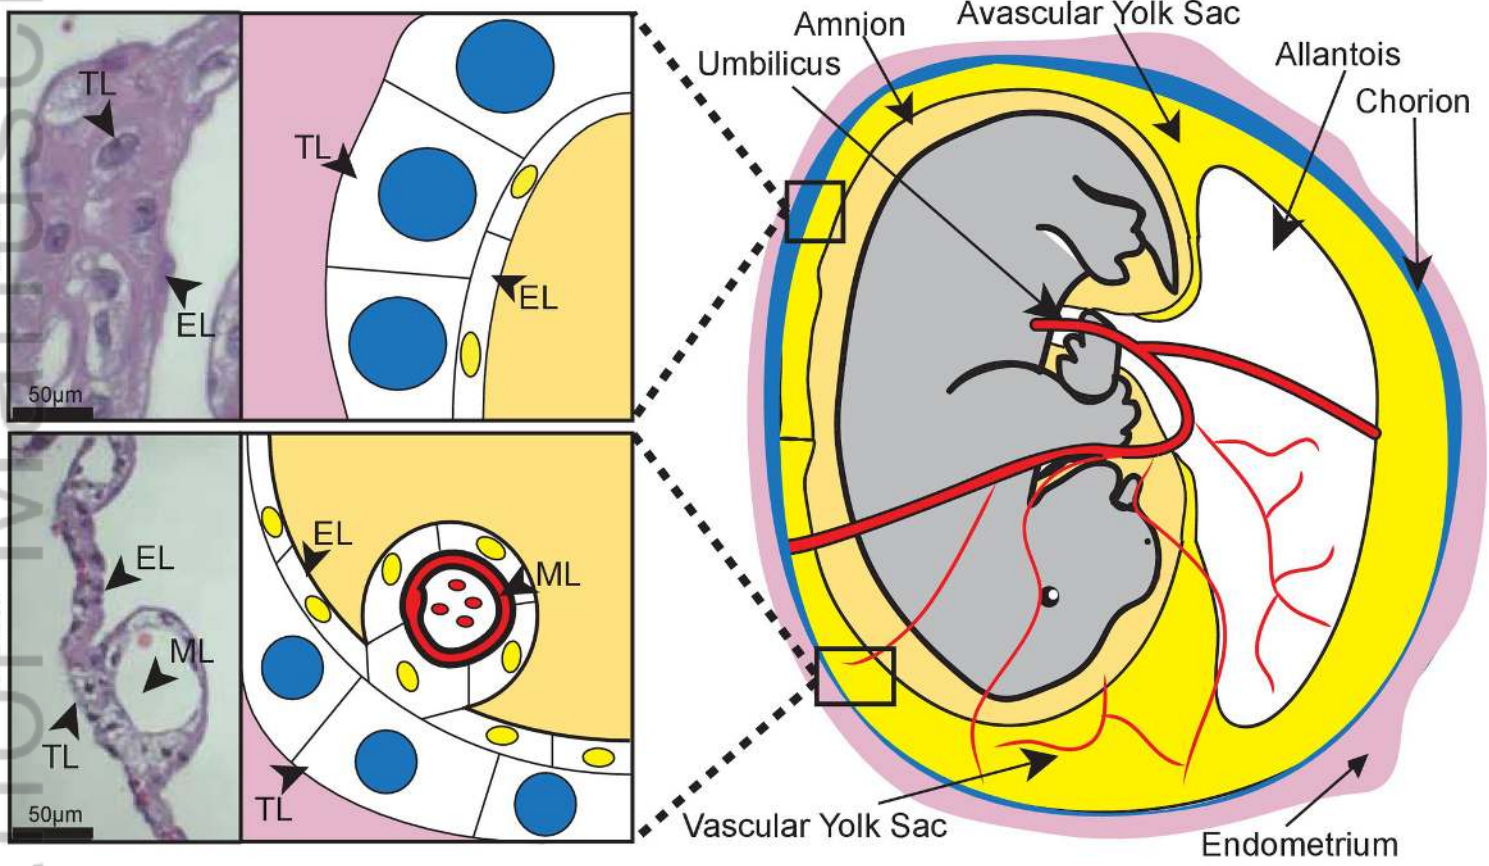 Amnion
Avascular Yolk Sac
Umbilicus
Allantois
Chorion
TL
TL
EL
EL
50µm
EL
EL
ML
ML
TL
TL
50µm
Vascular Yolk Sac
Endometrium